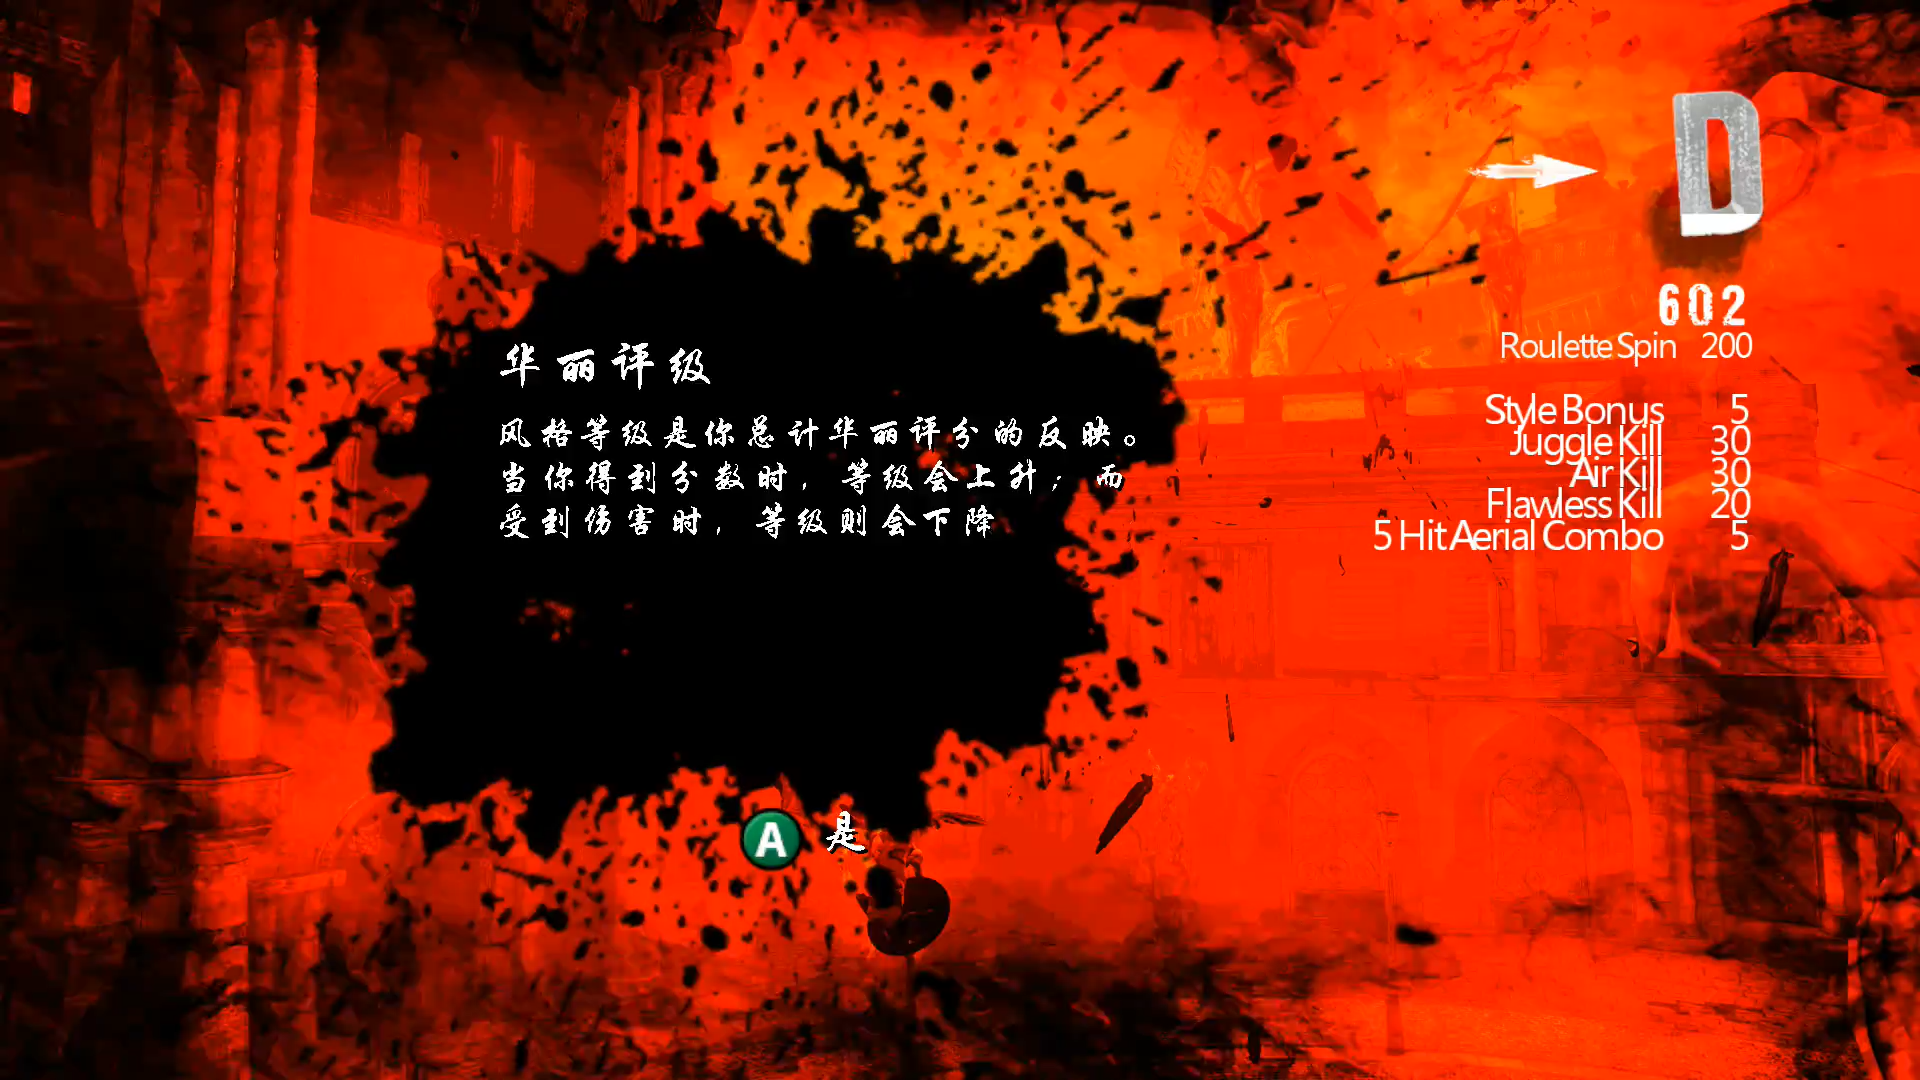 华丽评级
风格等级是你总计华丽评分的反映。
当你得到分数时，等级会上升；而
受到伤害时，等级则会下降
A 是
D
602
Roulette Spin 200
Style Bonus 5
Juggle Kill 30
Air Kill 30
Flawless Kill 20
5 Hit Aerial Combo 5